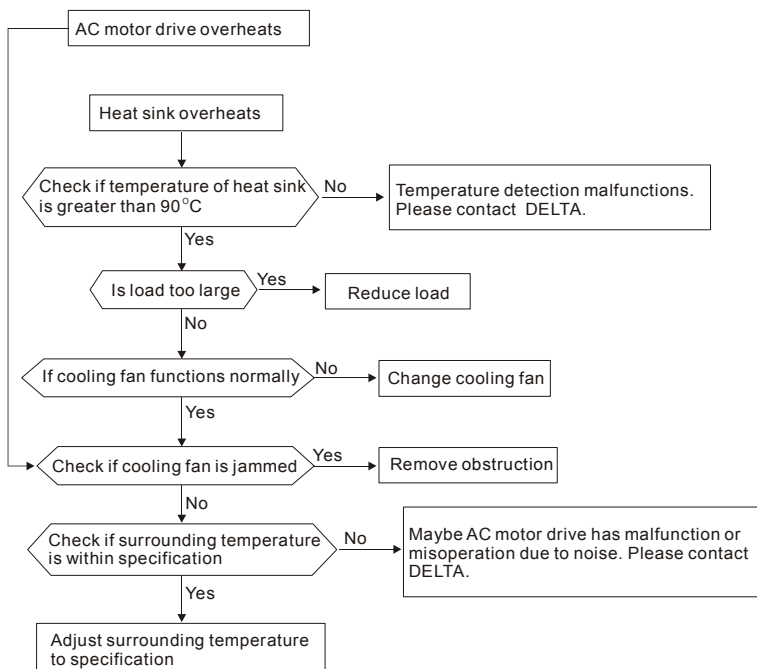 AC motor drive overheats
Heat sink overheats
Check if temperature of heat sink
is greater than 90°C
No
Temperature detection malfunctions.
Please contact DELTA.
Yes
Is load too large
Yes
Reduce load
No
If cooling fan functions normally
No
Change cooling fan
Yes
Check if cooling fan is jammed
Yes
Remove obstruction
No
Check if surrounding temperature
is within specification
No
Maybe AC motor drive has malfunction or
misoperation due to noise. Please contact
DELTA.
Yes
Adjust surrounding temperature
to specification